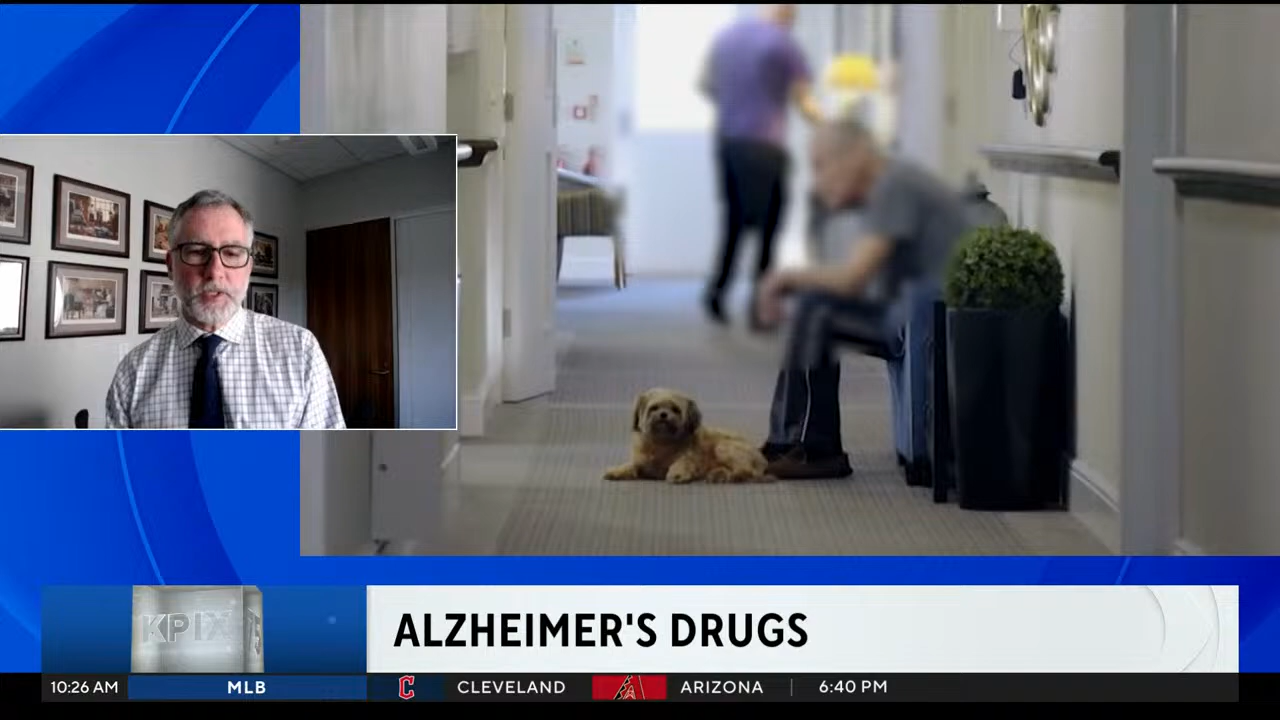 KPIX
ALZHEIMER'S DRUGS
10:26 AM MLB C CLEVELAND A ARIZONA 6:40 PM